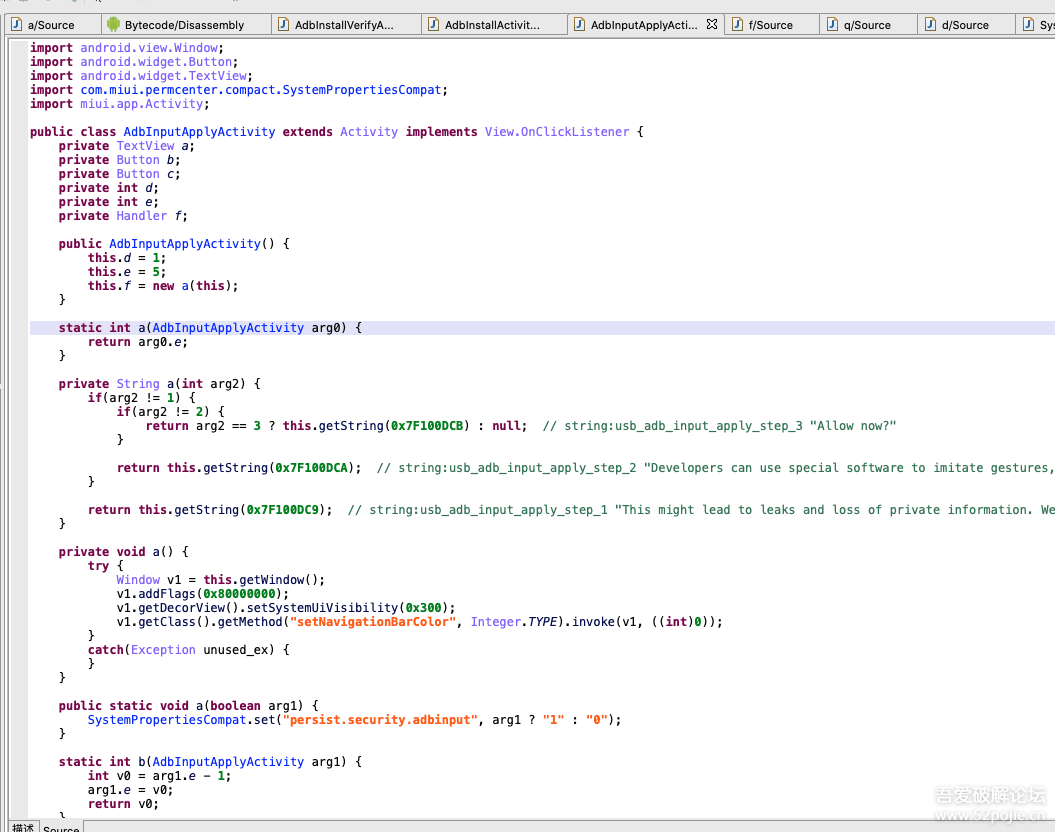 a/Source
Bytecode/Disassembly
AdbInstallVerifyA...
AdbInstallActivit...
AdbInputApplyActi...
f/Source
q/Source
d/Source
Sys
import android.view.Window;
import android.widget.Button;
import android.widget.TextView;
import com.miui.permcenter.compact.SystemPropertiesCompat;
import miui.app.Activity;
public class AdbInputApplyActivity extends Activity implements View.OnClickListener {
    private TextView a;
    private Button b;
    private Button c;
    private int d;
    private int e;
    private Handler f;
    public AdbInputApplyActivity() {
        this.d = 1;
        this.e = 5;
        this.f = new a(this);
    }
    static int a(AdbInputApplyActivity arg0) {
        return arg0.e;
    }
    private String a(int arg2) {
        if(arg2 != 1) {
            if(arg2 != 2) {
                return arg2 == 3 ? this.getString(0x7F100DCB) : null;  // string:usb_adb_input_apply_step_3 "Allow now?"
            }
            return this.getString(0x7F100DCA);  // string:usb_adb_input_apply_step_2 "Developers can use special software to imitate gestures,
        }
        return this.getString(0x7F100DC9);  // string:usb_adb_input_apply_step_1 "This might lead to leaks and loss of private information. We
    }
    private void a() {
        try {
            Window v1 = this.getWindow();
            v1.addFlags(0x80000000);
            v1.getDecorView().setSystemUiVisibility(0x300);
            v1.getClass().getMethod("setNavigationBarColor", Integer.TYPE).invoke(v1, ((int)0));
        }
        catch(Exception unused_ex) {
        }
    }
    public static void a(boolean arg1) {
        SystemPropertiesCompat.set("persist.security.adbinput", arg1 ? "1" : "0");
    }
    static int b(AdbInputApplyActivity arg1) {
        int v0 = arg1.e - 1;
        arg1.e = v0;
        return v0;
    }
吾爱破解论坛
www.52pojie.cn
描述
Source